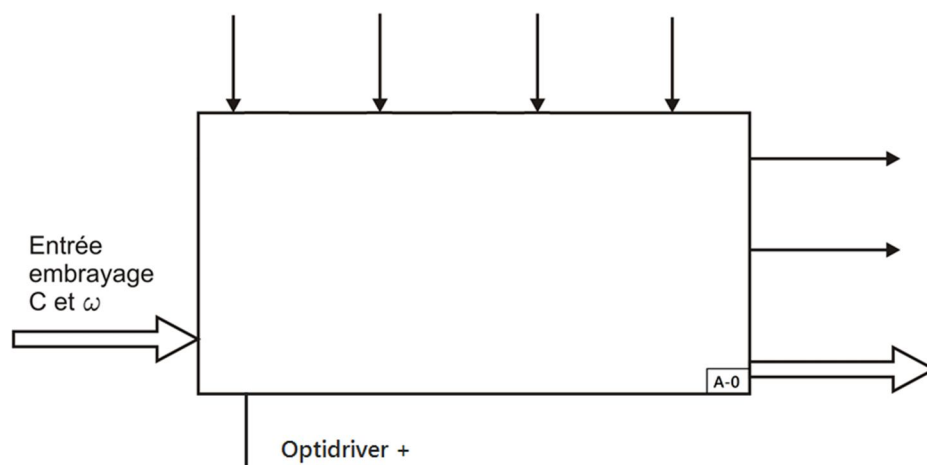 Entrée
embrayage
C et ω
A-0
Optidriver +